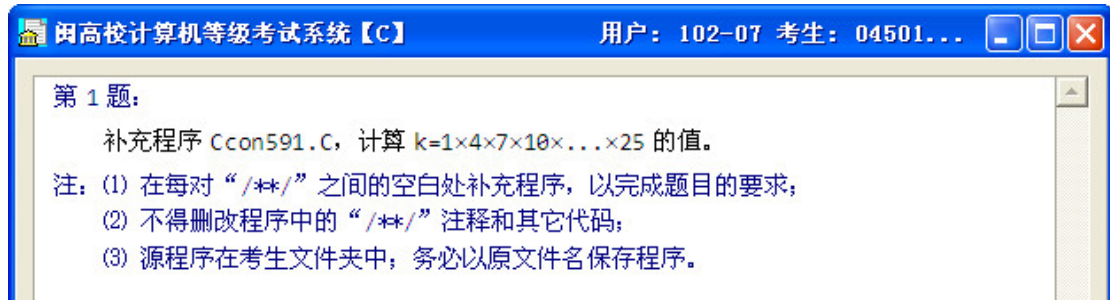 闽高校计算机等级考试系统【C】 用户: 102-07 考生: 04501...
第 1 题:
补充程序 Ccon591.C, 计算 k=1×4×7×10×...×25 的值。
注: (1) 在每对“/**/”之间的空白处补充程序, 以完成题目的要求;
(2) 不得删改程序中的“/**/”注释和其它代码;
(3) 源程序在考生文件夹中; 务必以原文件名保存程序。